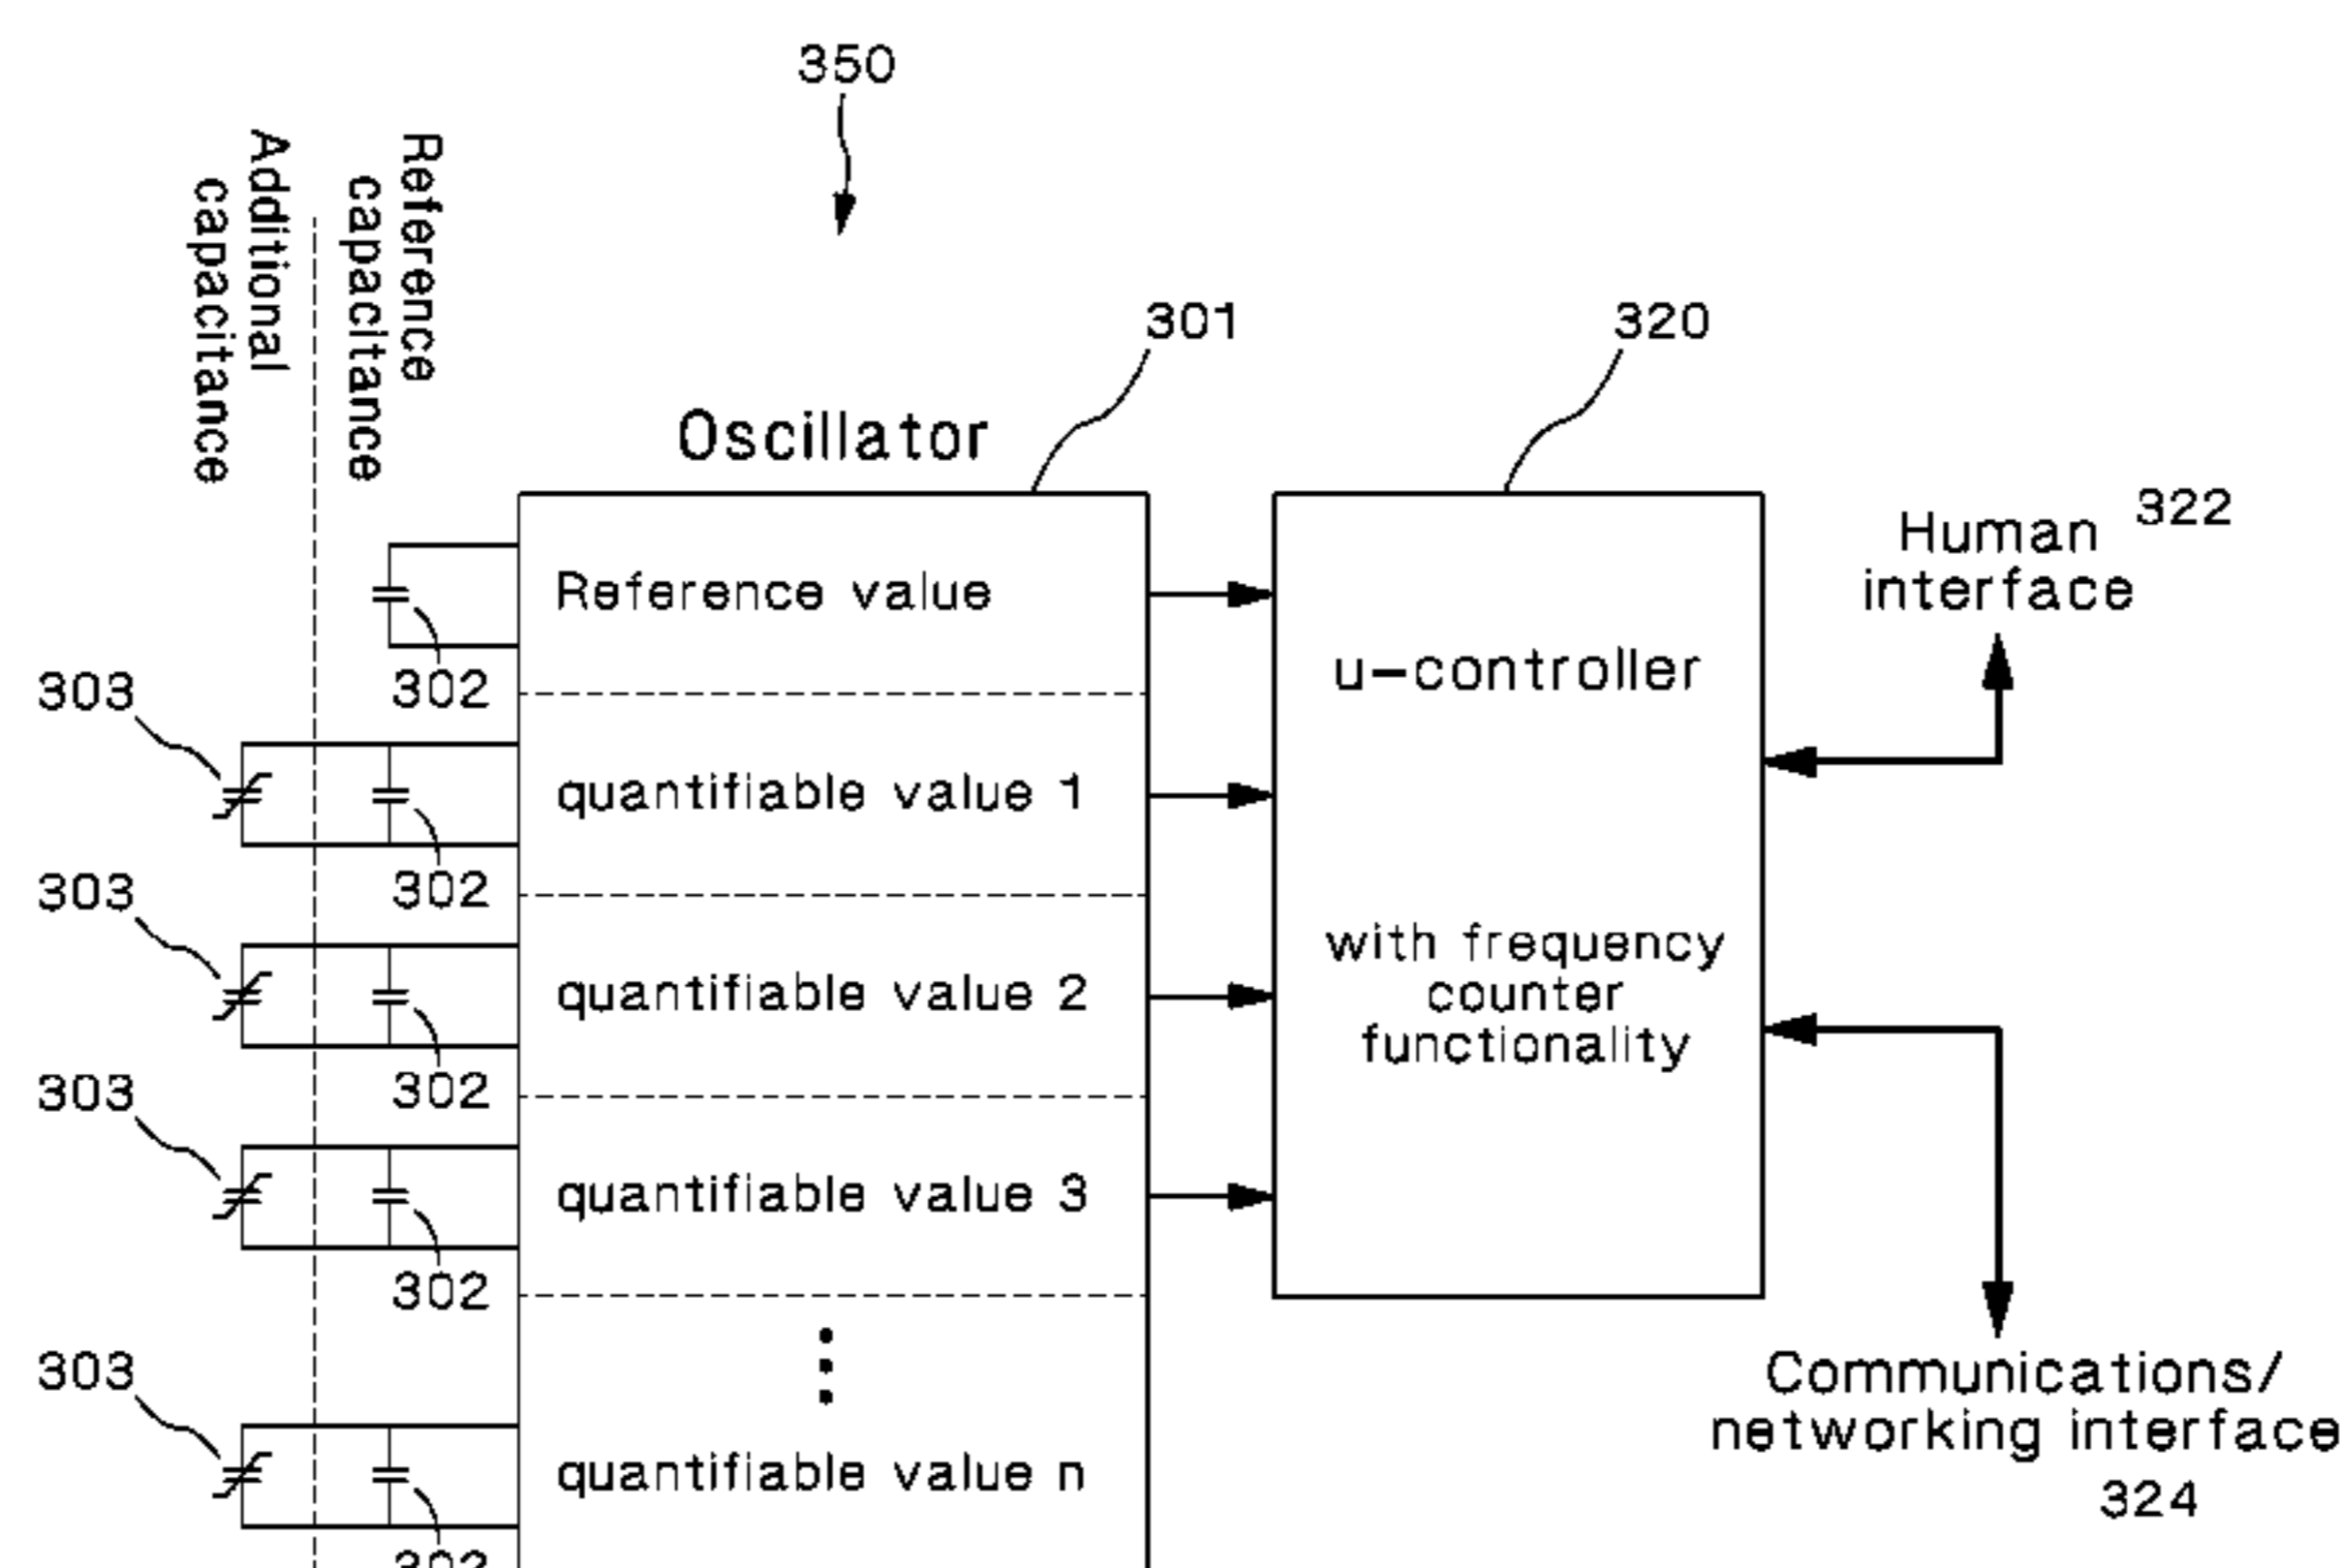 350
Reference
capacitance
Additional
capacitance
301
320
Oscillator
322
Human
interface
Reference value
u-controller
302
303
quantifiable value 1
302
303
with frequency
counter
functionality
quantifiable value 2
302
303
quantifiable value 3
302
303
Communications/
networking interface
324
quantifiable value n
302